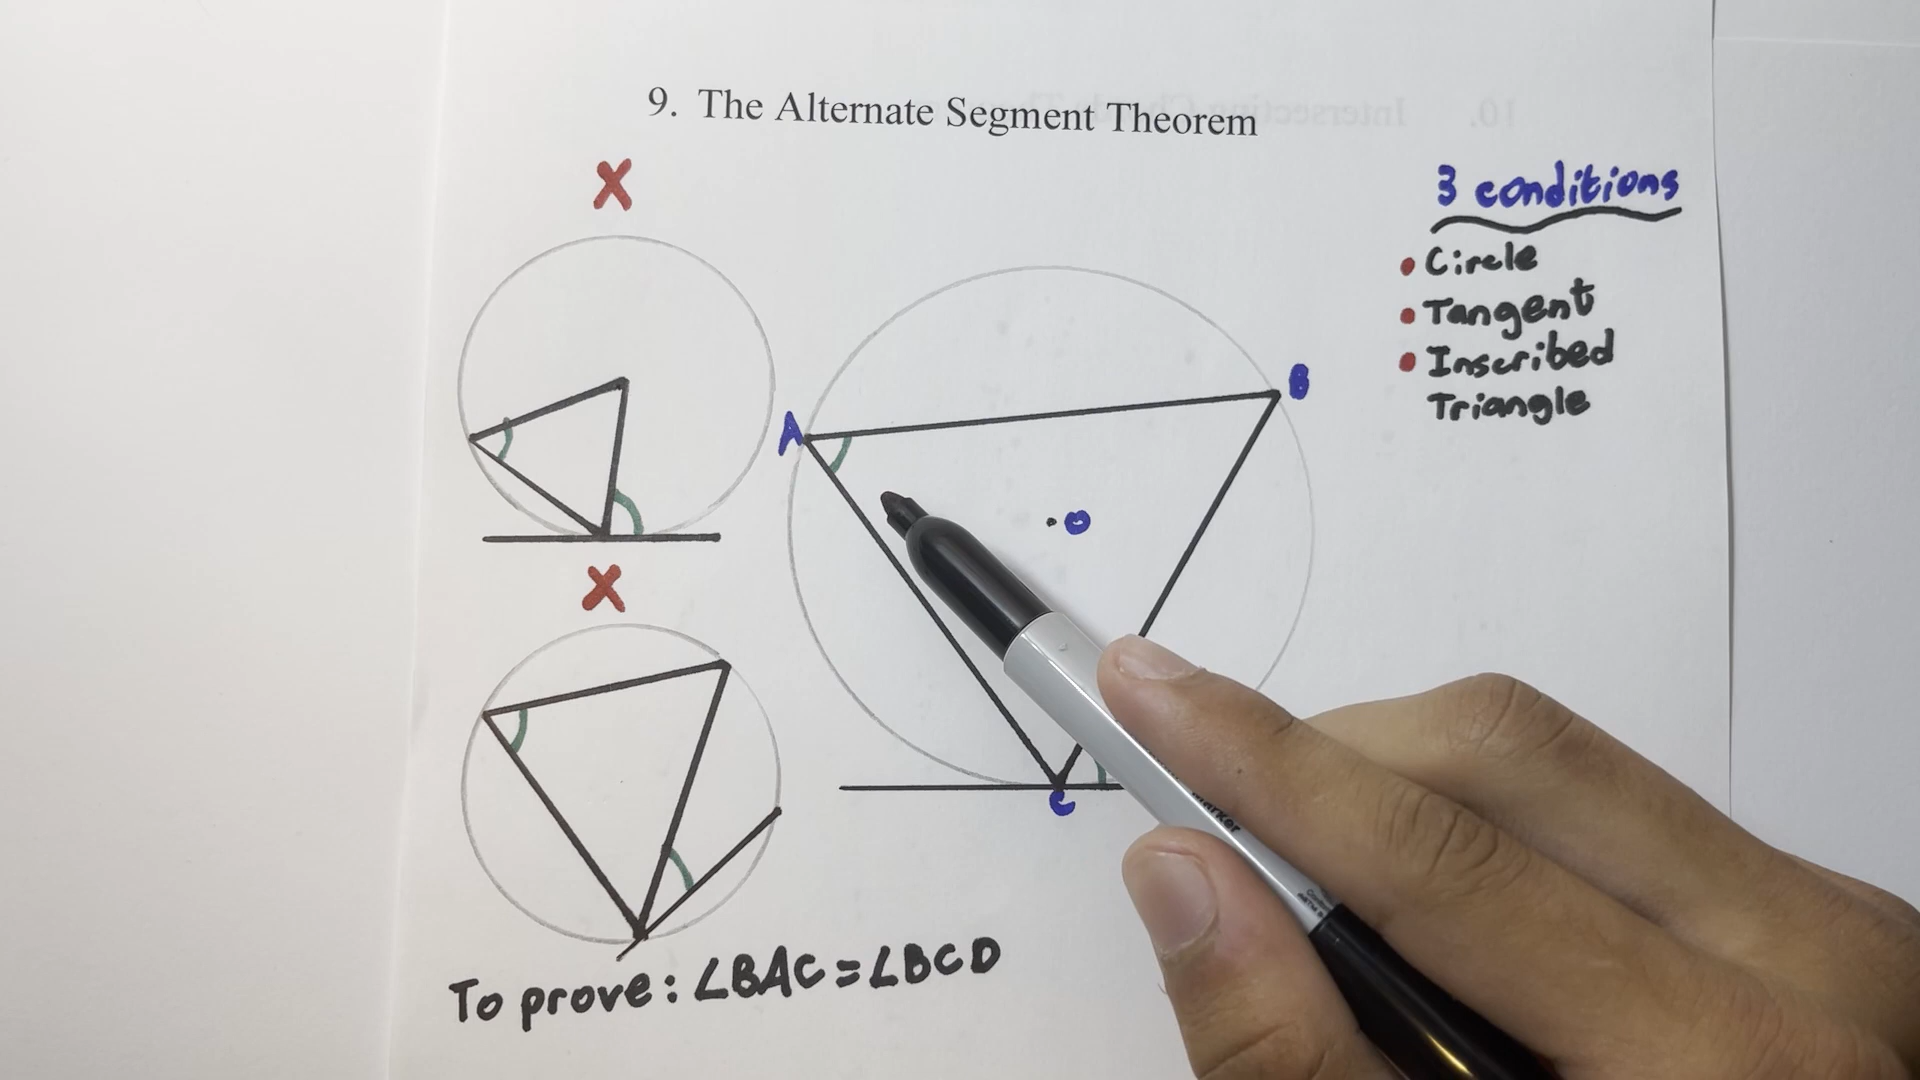 9. The Alternate Segment Theorem
X
3 conditions
• Circle
• Tangent
• Inscribed
Triangle
A
B
O
C
X
To prove: ∠BAC = ∠BCD